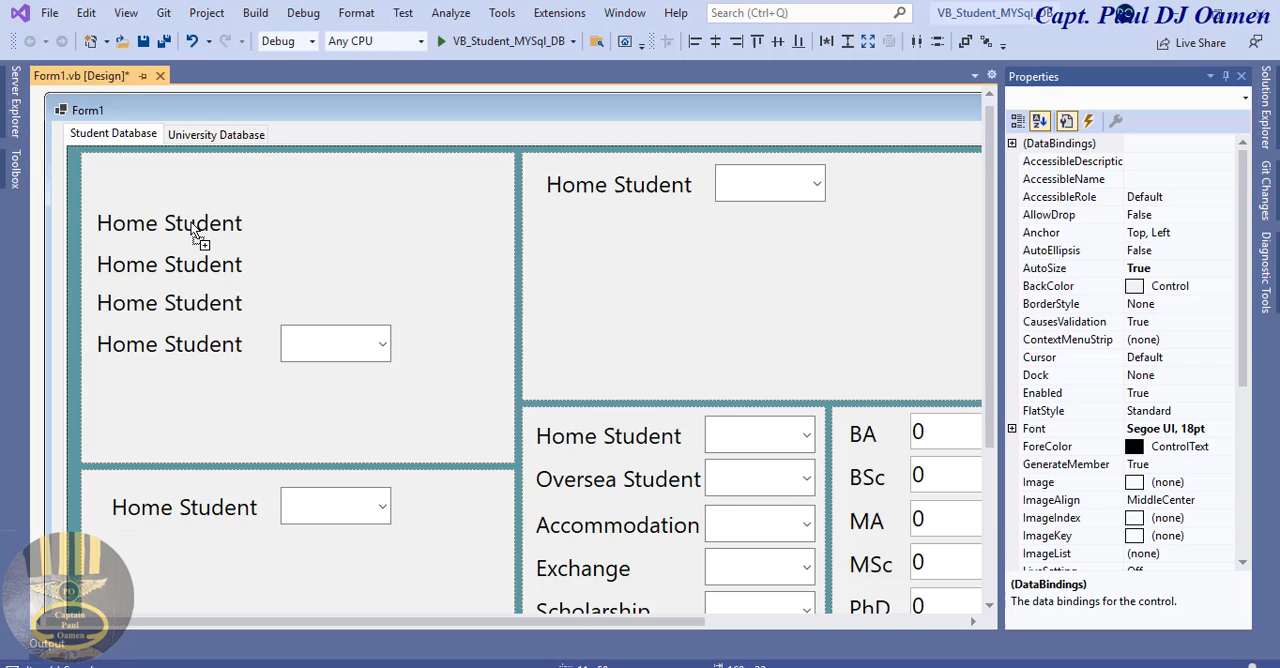 File Edit View Git Project Build Debug Format Test Analyze Tools Extensions Window Help Search (Ctrl+Q) VB_Student_MYSql_DB
Capt. Paul DJ Oamen
Debug Any CPU VB_Student_MYSql_DB Live Share
Form1.vb [Design]*
Server Explorer
Toolbox
Form1
Student Database University Database
Home Student
Home Student
Home Student
Home Student
Home Student
Home Student
Home Student
Oversea Student
Accommodation
Exchange
Scholarship
BA 0
BSc 0
MA 0
MSc 0
PhD 0
Properties
(DataBindings)
AccessibleDescriptic
AccessibleName
AccessibleRole Default
AllowDrop False
Anchor Top, Left
AutoEllipsis False
AutoSize True
BackColor Control
BorderStyle None
CausesValidation True
ContextMenuStrip (none)
Cursor Default
Dock None
Enabled True
FlatStyle Standard
Font Segoe UI, 18pt
ForeColor ControlText
GenerateMember True
Image (none)
ImageAlign MiddleCenter
ImageIndex (none)
ImageKey (none)
ImageList (none)
(DataBindings)
The data bindings for the control.
Solution Explorer
Git Changes
Diagnostic Tools
PO
Captain
Paul
Oamen
Output